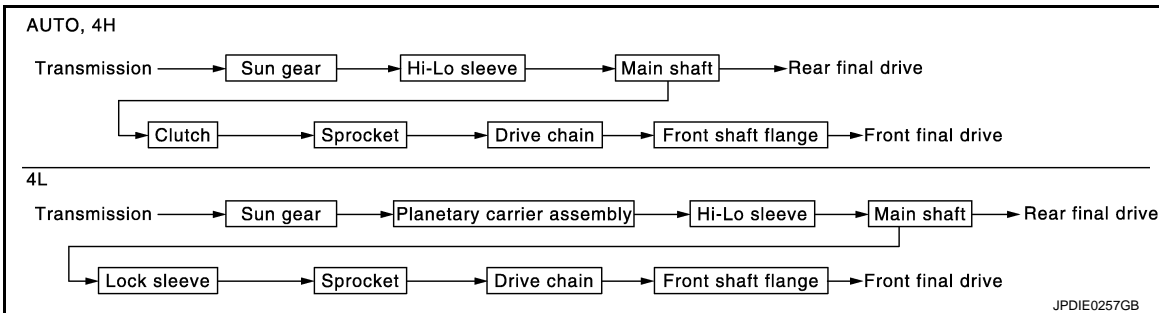 AUTO, 4H
Transmission Sun gear Hi-Lo sleeve Main shaft Rear final drive
Clutch Sprocket Drive chain Front shaft flange Front final drive
4L
Transmission Sun gear Planetary carrier assembly Hi-Lo sleeve Main shaft Rear final drive
Lock sleeve Sprocket Drive chain Front shaft flange Front final drive
JPDIE0257GB